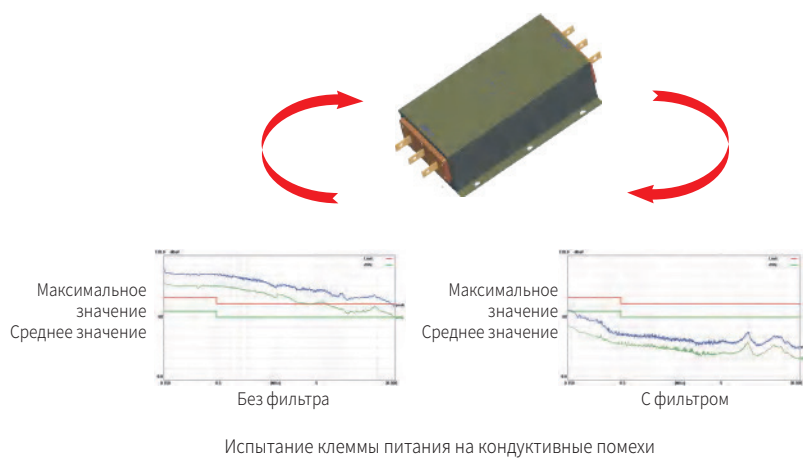 Максимальное
значение
Среднее значение
Без фильтра
Максимальное
значение
Среднее значение
С фильтром
Испытание клеммы питания на кондуктивные помехи